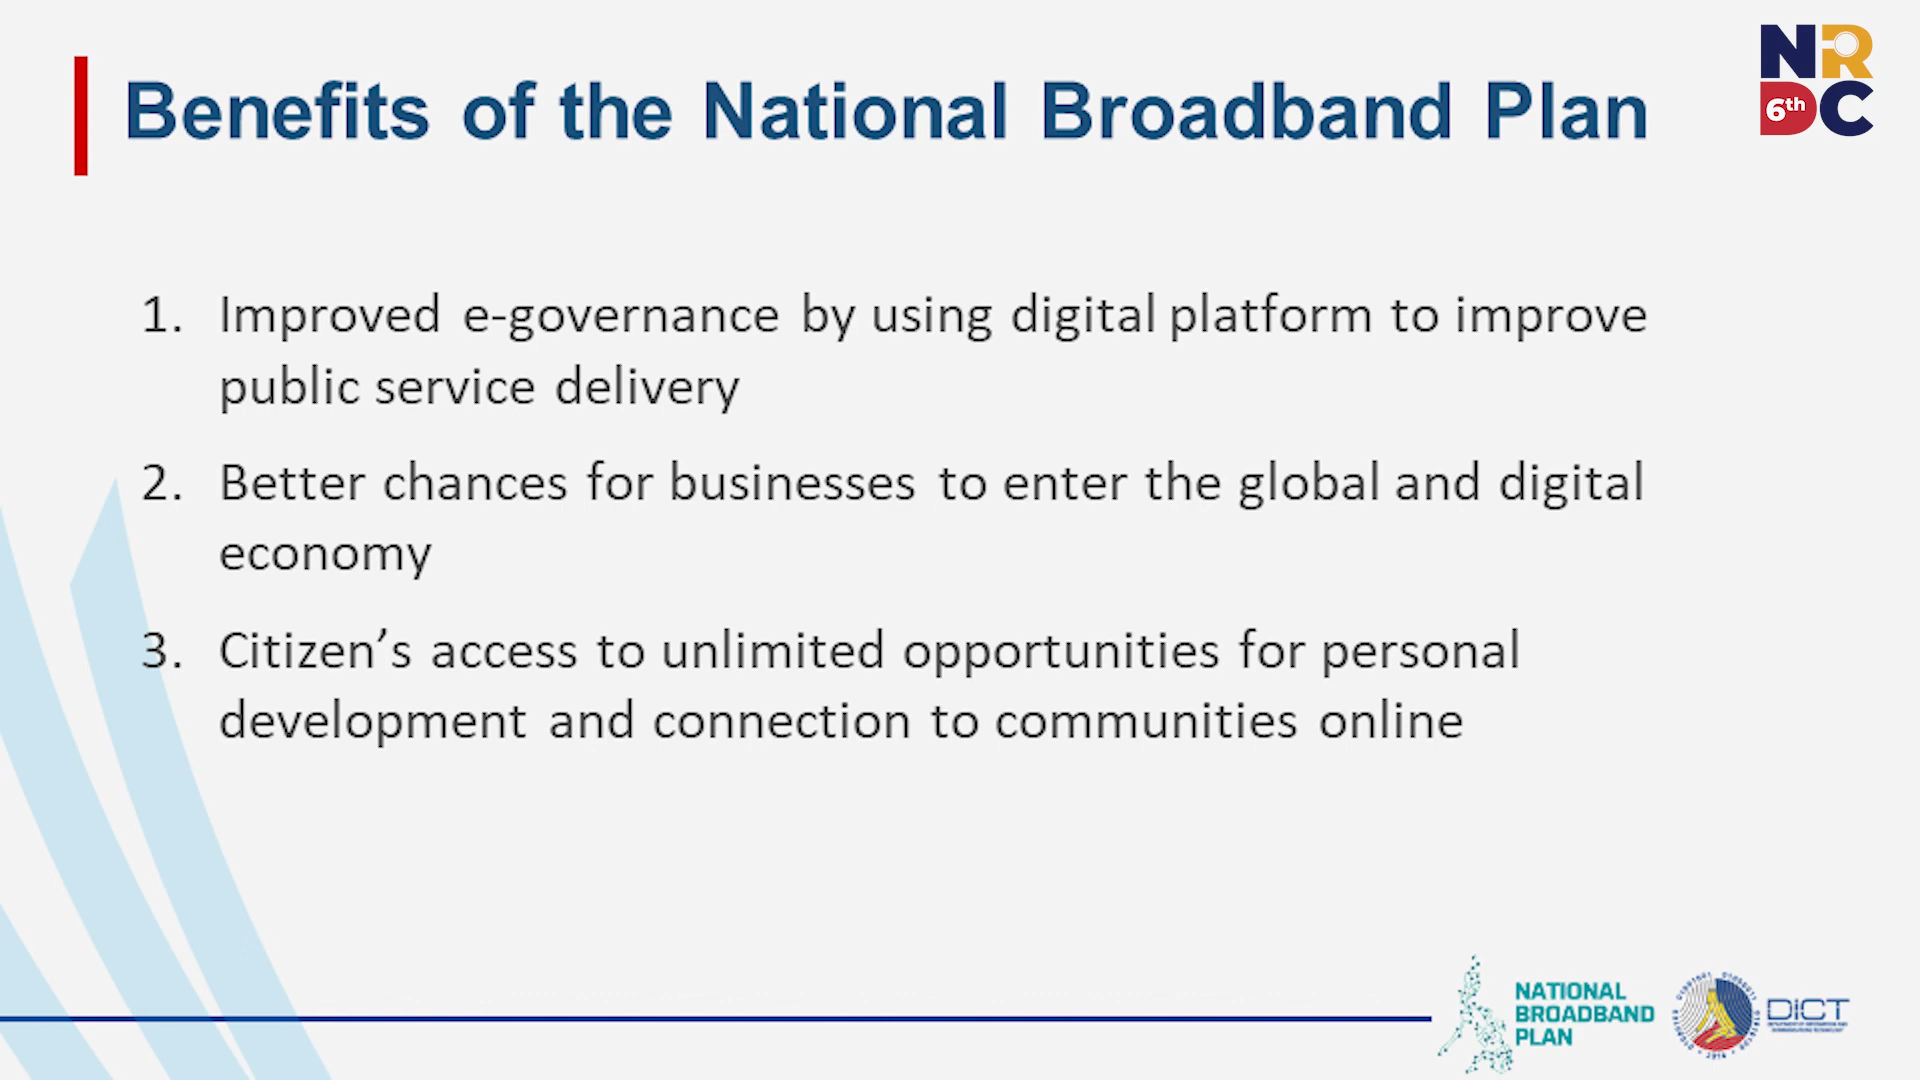 Benefits of the National Broadband Plan
NR
6th DC
1. Improved e-governance by using digital platform to improve
public service delivery
2. Better chances for businesses to enter the global and digital
economy
3. Citizen’s access to unlimited opportunities for personal
development and connection to communities online
NATIONAL
BROADBAND
PLAN
DICT